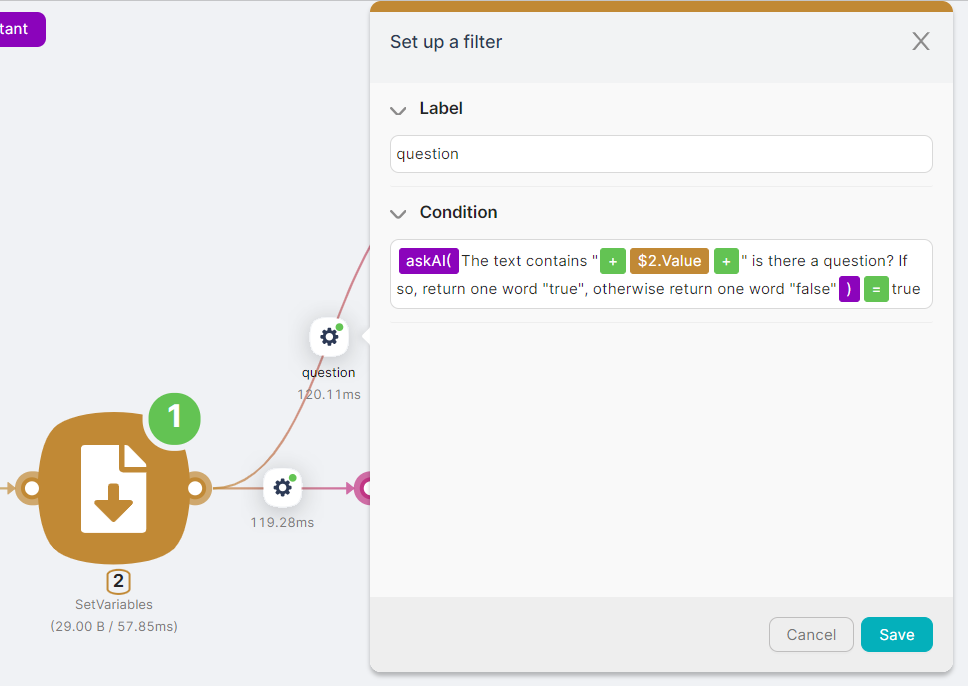 tant
Set up a filter
X
Label
question
Condition
askAI( The text contains " + $2.Value + " is there a question? If
so, return one word "true", otherwise return one word "false" ) = true
question
120.11ms
1
119.28ms
2
SetVariables
(29.00 B / 57.85ms)
Cancel
Save